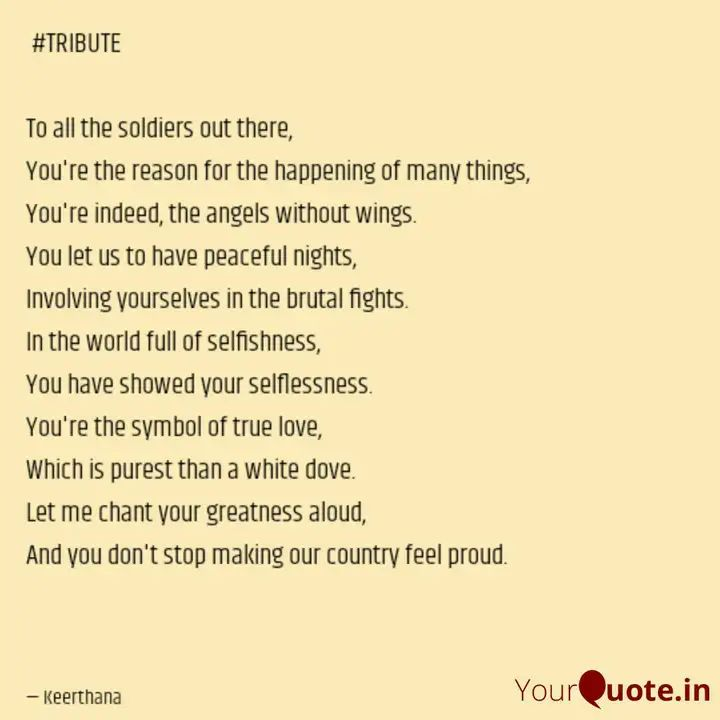 #TRIBUTE
To all the soldiers out there,
You're the reason for the happening of many things,
You're indeed, the angels without wings.
You let us to have peaceful nights,
Involving yourselves in the brutal fights.
In the world full of selfishness,
You have showed your selflessness.
You're the symbol of true love,
Which is purest than a white dove.
Let me chant your greatness aloud,
And you don't stop making our country feel proud.
– Keerthana
YourQuote.in